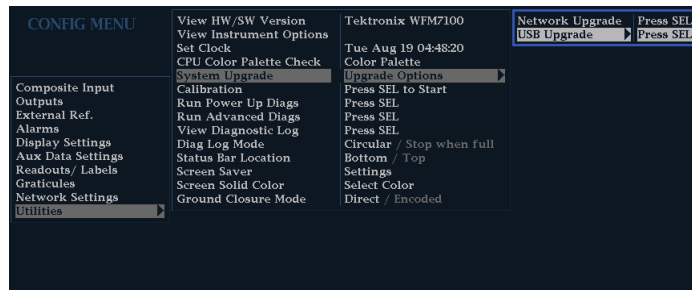 CONFIG MENU
Composite Input
Outputs
External Ref.
Alarms
Display Settings
Aux Data Settings
Readouts/ Labels
Graticules
Network Settings
Utilities
View HW/SW Version Tektronix WFM7100
View Instrument Options
Set Clock Tue Aug 19 04:48:20
CPU Color Palette Check Color Palette
System Upgrade Upgrade Options
Calibration Press SEL to Start
Run Power Up Diags Press SEL
Run Advanced Diags Press SEL
View Diagnostic Log Press SEL
Diag Log Mode Circular / Stop when full
Status Bar Location Bottom / Top
Screen Saver Settings
Screen Solid Color Select Color
Ground Closure Mode Direct / Encoded
Network Upgrade Press SEL
USB Upgrade Press SEL